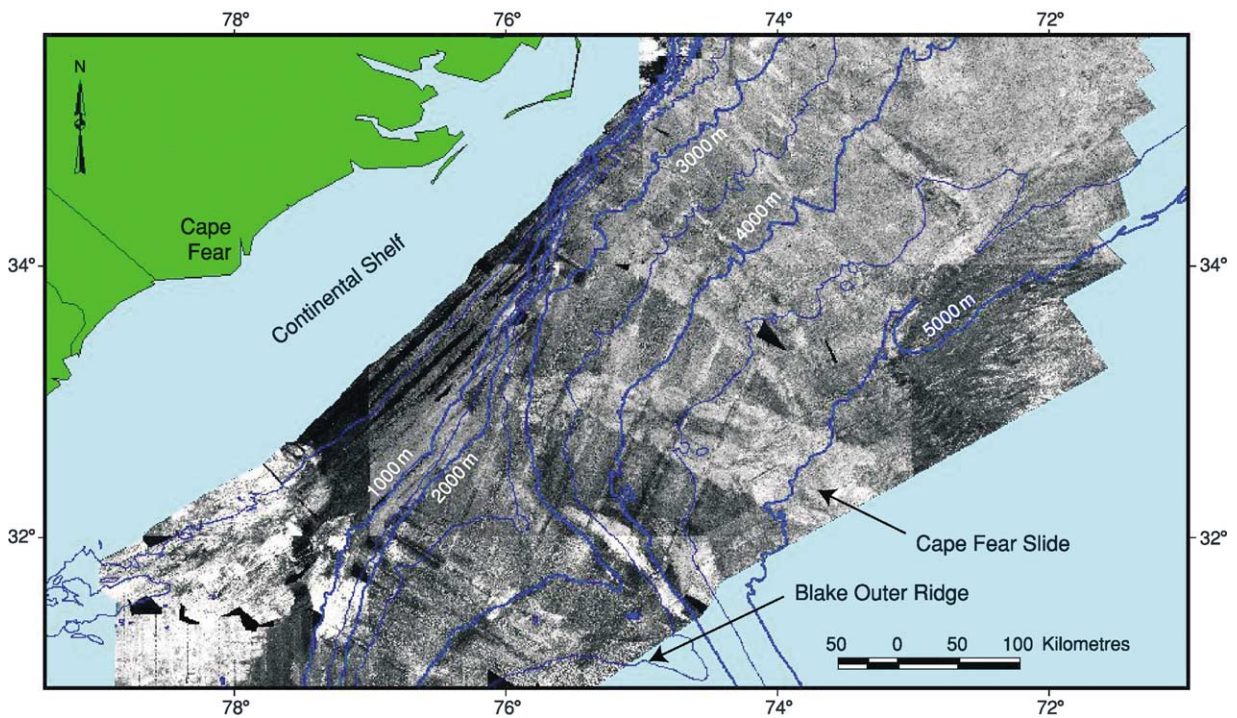 78° 76° 74° 72°
N
3000 m
4000 m
Cape
Fear
Continental Shelf
34° 34°
5000 m
1000 m
2000 m
32° 32°
Cape Fear Slide
Blake Outer Ridge
50 0 50 100 Kilometres
78° 76° 74° 72°